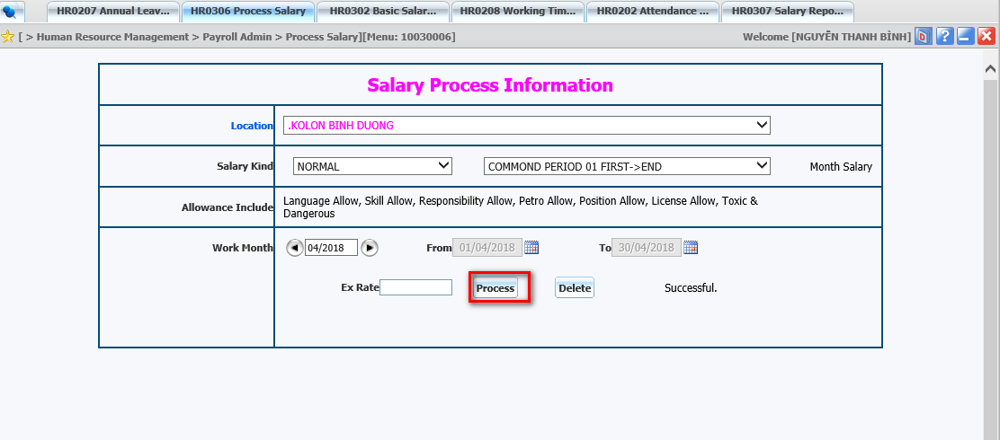 HR0207 Annual Leav... HR0306 Process Salary HR0302 Basic Salar... HR0208 Working Tim... HR0202 Attendance ... HR0307 Salary Repo...
[ > Human Resource Management > Payroll Admin > Process Salary][Menu: 10030006] Welcome [NGUYỄN THANH BÌNH]
Salary Process Information
Location .KOLON BINH DUONG
Salary Kind NORMAL COMMOND PERIOD 01 FIRST->END Month Salary
Allowance Include Language Allow, Skill Allow, Responsibility Allow, Petro Allow, Position Allow, License Allow, Toxic &
Dangerous
Work Month 04/2018 From 01/04/2018 To 30/04/2018
Ex Rate Process Delete Successful.